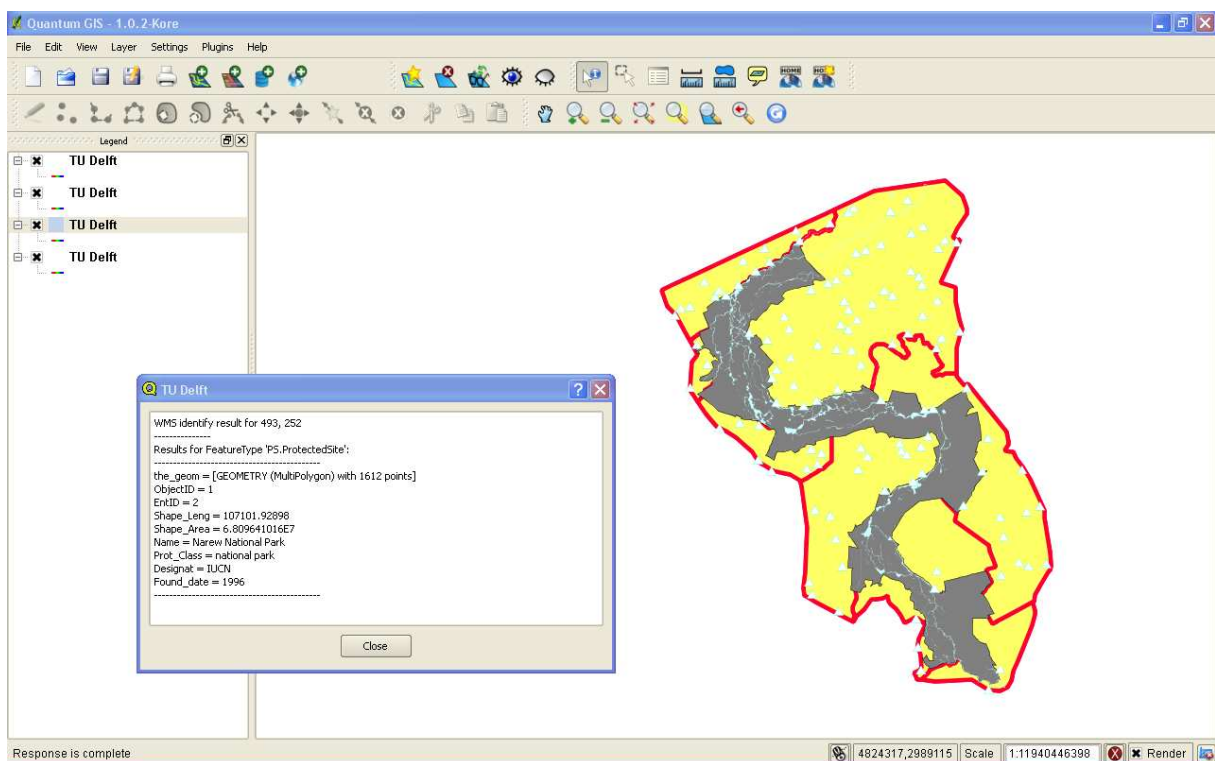 Quantum GIS - 1.0.2-Kore
File Edit View Layer Settings Plugins Help
Legend
TU Delft
TU Delft
TU Delft
TU Delft
TU Delft
WMS identify result for 493, 252
---------------
Results for FeatureType 'PS.ProtectedSite':
--------------------------------------------
the_geom = [GEOMETRY (MultiPolygon) with 1612 points]
ObjectID = 1
EntID = 2
Shape_Leng = 107101.92898
Shape_Area = 6.809641016E7
Name = Narew National Park
Prot_Class = national park
Designat = IUCN
Found_date = 1996
--------------------------------------------
Close
Response is complete
4824317,2989115 Scale 1:11940446398 Render